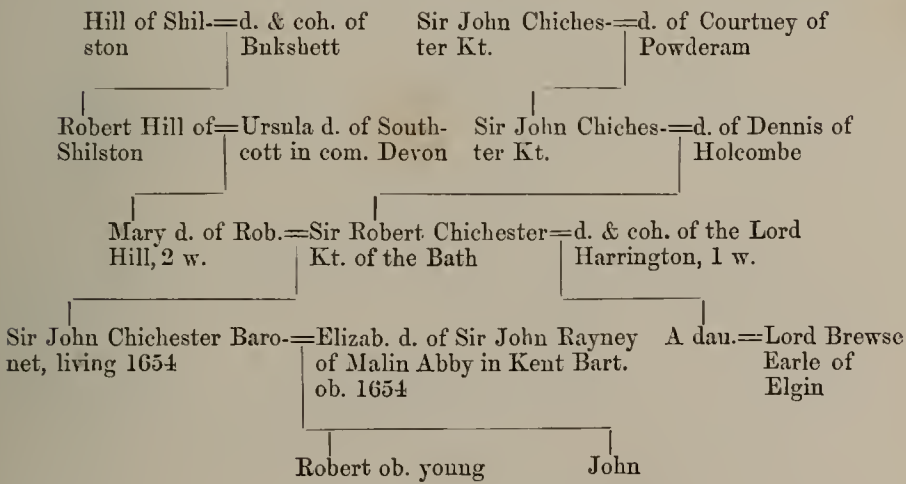 Hill of Shil-=d. & coh. of Sir John Chiches-=d. of Courtney of
ston Bukshett ter Kt. Powderam
Robert Hill of=Ursula d. of South- Sir John Chiches-=d. of Dennis of
Shilston cott in com. Devon ter Kt. Holcombe
Mary d. of Rob.=Sir Robert Chichester=d. & coh. of the Lord
Hill, 2 w. Kt. of the Bath Harrington, 1 w.
Sir John Chichester Baro-=Elizab. d. of Sir John Rayney A dau.=Lord Brewse
net, living 1654 of Malin Abby in Kent Bart. Earle of
ob. 1654 Elgin
Robert ob. young John